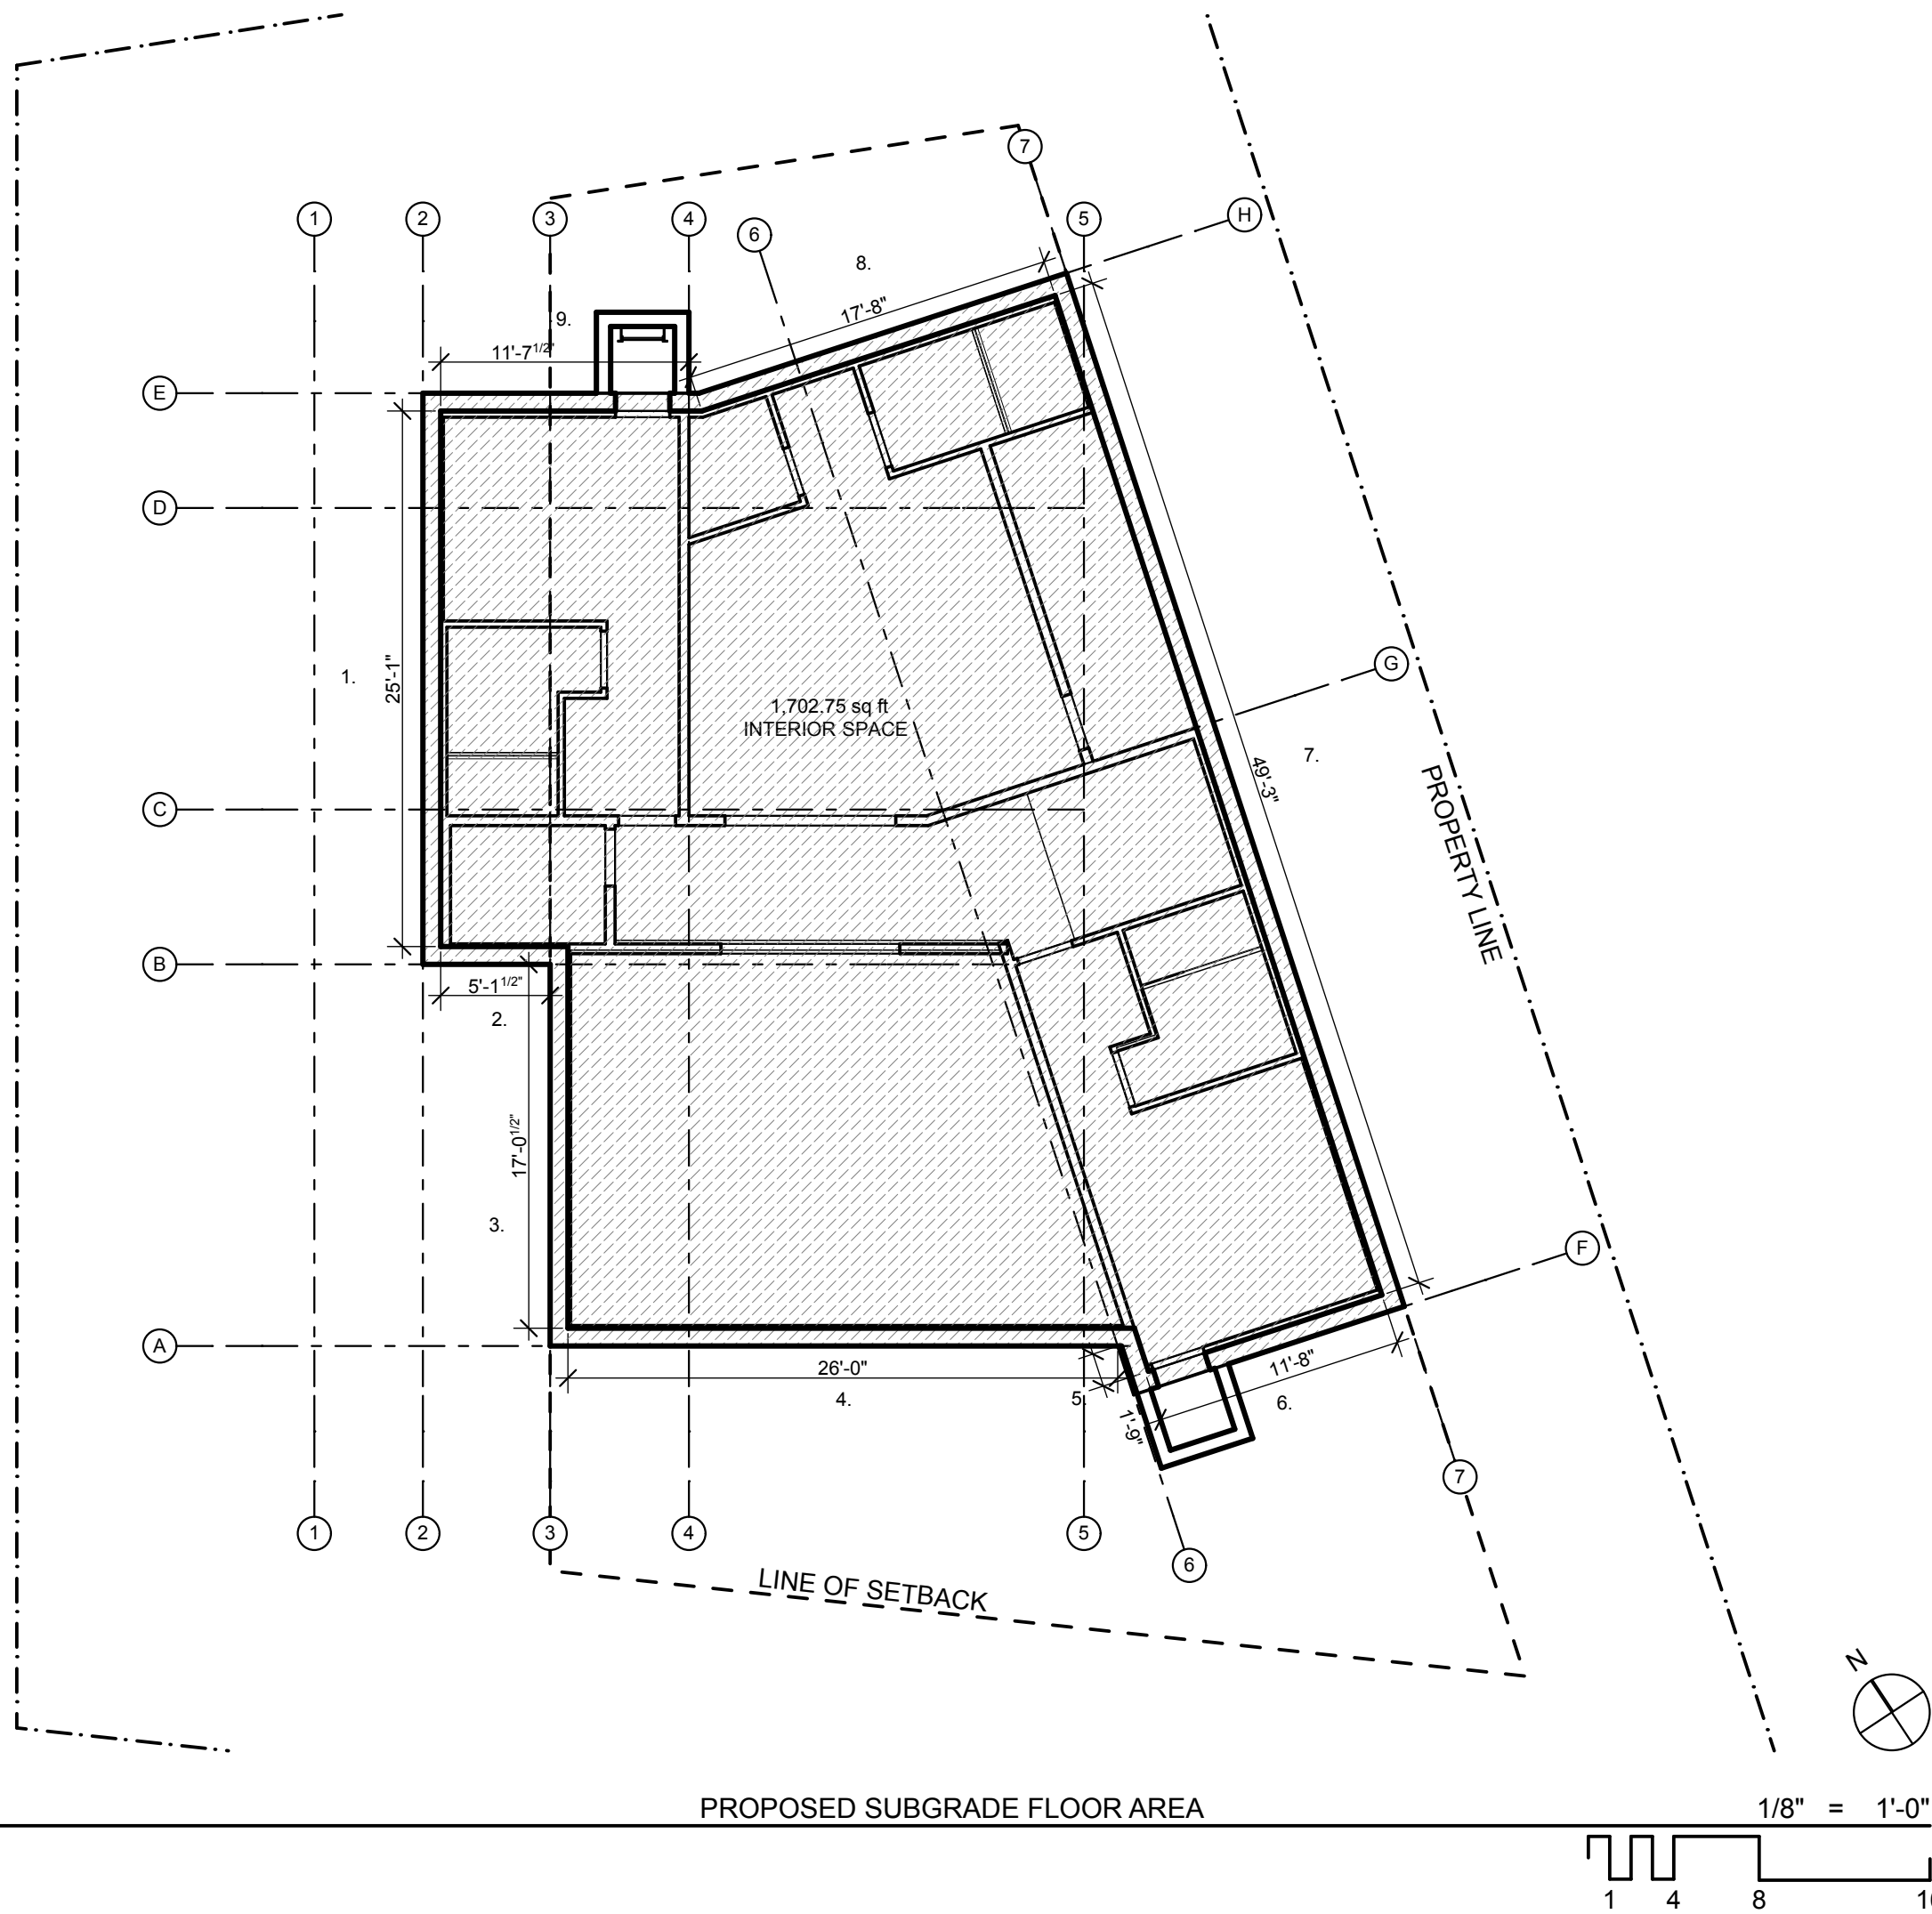 7
1 2 3 4 5 H
6
8.
17'-8"
9.
11'-7 1/2"
E
D
G
1.
25'-1"
1,702.75 sq ft
INTERIOR SPACE
7.
49'-3"
PROPERTY LINE
C
B
5'-1 1/2"
2.
17'-0 1/2"
3.
F
A
26'-0"
4.
5.
1'-9"
11'-8"
6.
7
1 2 3 4 5
6
LINE OF SETBACK
N
PROPOSED SUBGRADE FLOOR AREA
1/8" = 1'-0"
1 4 8